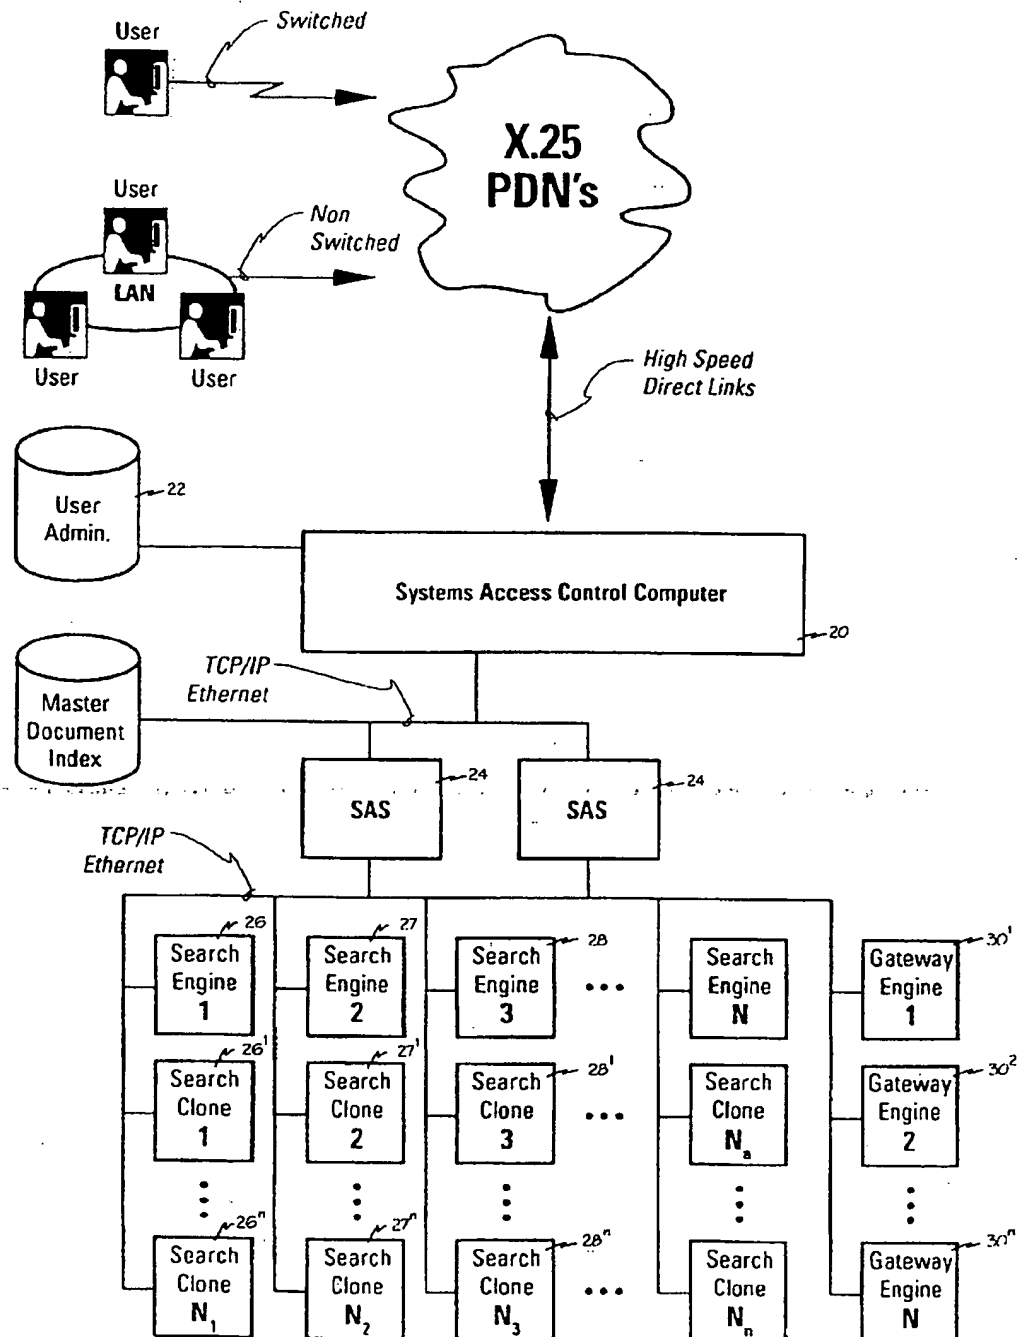 User
Switched
X.25
PDN's
User
Non
Switched
LAN
User
User
High Speed
Direct Links
User
Admin.
22
Systems Access Control Computer
20
TCP/IP
Ethernet
Master
Document
Index
SAS
24
SAS
24
TCP/IP
Ethernet
Search
Engine
1
26
Search
Engine
2
27
Search
Engine
3
28
...
Search
Engine
N
Gateway
Engine
1
30¹
Search
Clone
1
26¹
Search
Clone
2
27¹
Search
Clone
3
28¹
...
Search
Clone
Nₐ
Gateway
Engine
2
30²
Search
Clone
N₁
26ⁿ
Search
Clone
N₂
27ⁿ
Search
Clone
N₃
28ⁿ
...
Search
Clone
Nₙ
Gateway
Engine
N
30ⁿ